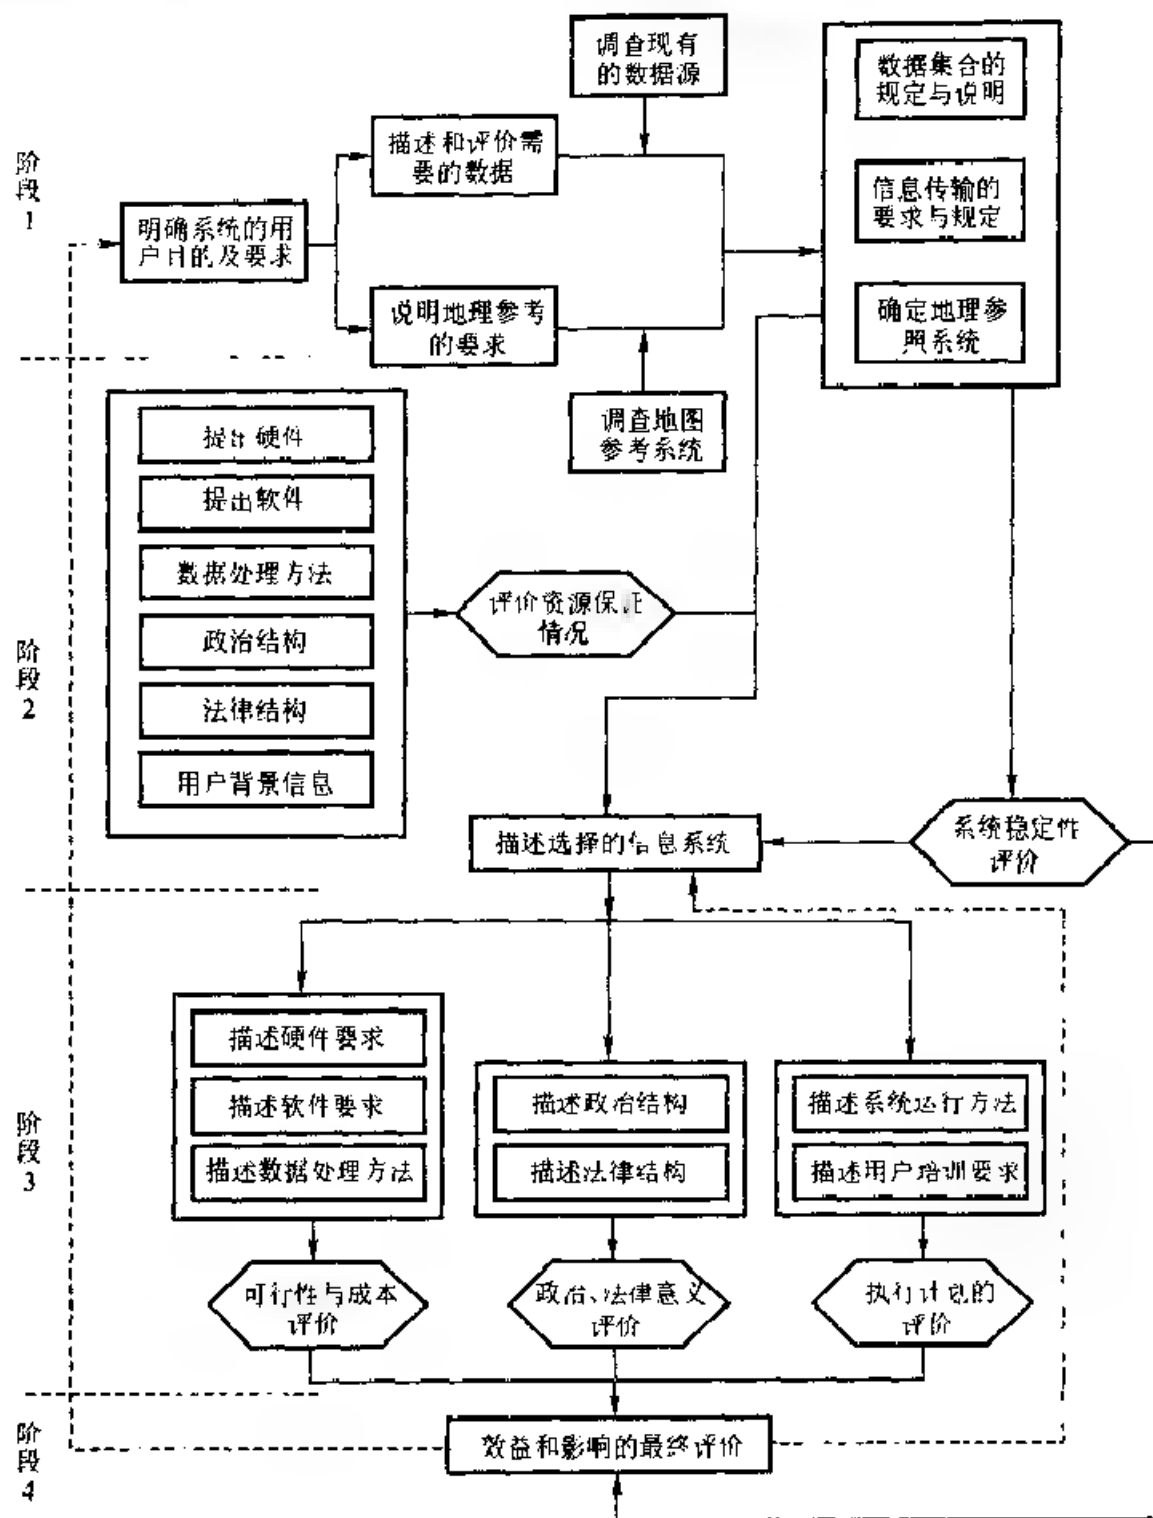 调查现有
的数据源
数据集合的
规定与说明
阶
段
1
描述和评价需
要的数据
信息传输的
要求与规定
明确系统的用
户目的及要求
说明地理参考
的要求
确定地理参
照系统
调查地图
参考系统
阶
段
2
提出硬件
提出软件
数据处理方法
政治结构
法律结构
用户背景信息
评价资源保证
情况
描述选择的信息系统
系统稳定性
评价
阶
段
3
描述硬件要求
描述软件要求
描述数据处理方法
描述政治结构
描述法律结构
描述系统运行方法
描述用户培训要求
可行性与成本
评价
政治、法律意义
评价
执行计划的
评价
阶
段
4
效益和影响的最终评价